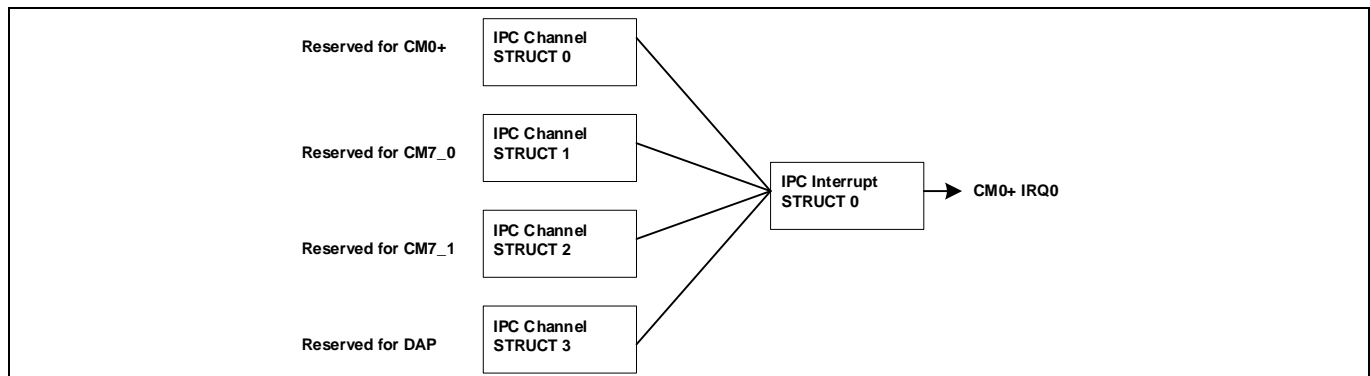 Reserved for CM0+
IPC Channel
STRUCT 0
Reserved for CM7_0
IPC Channel
STRUCT 1
IPC Interrupt
STRUCT 0
CM0+ IRQ0
Reserved for CM7_1
IPC Channel
STRUCT 2
Reserved for DAP
IPC Channel
STRUCT 3